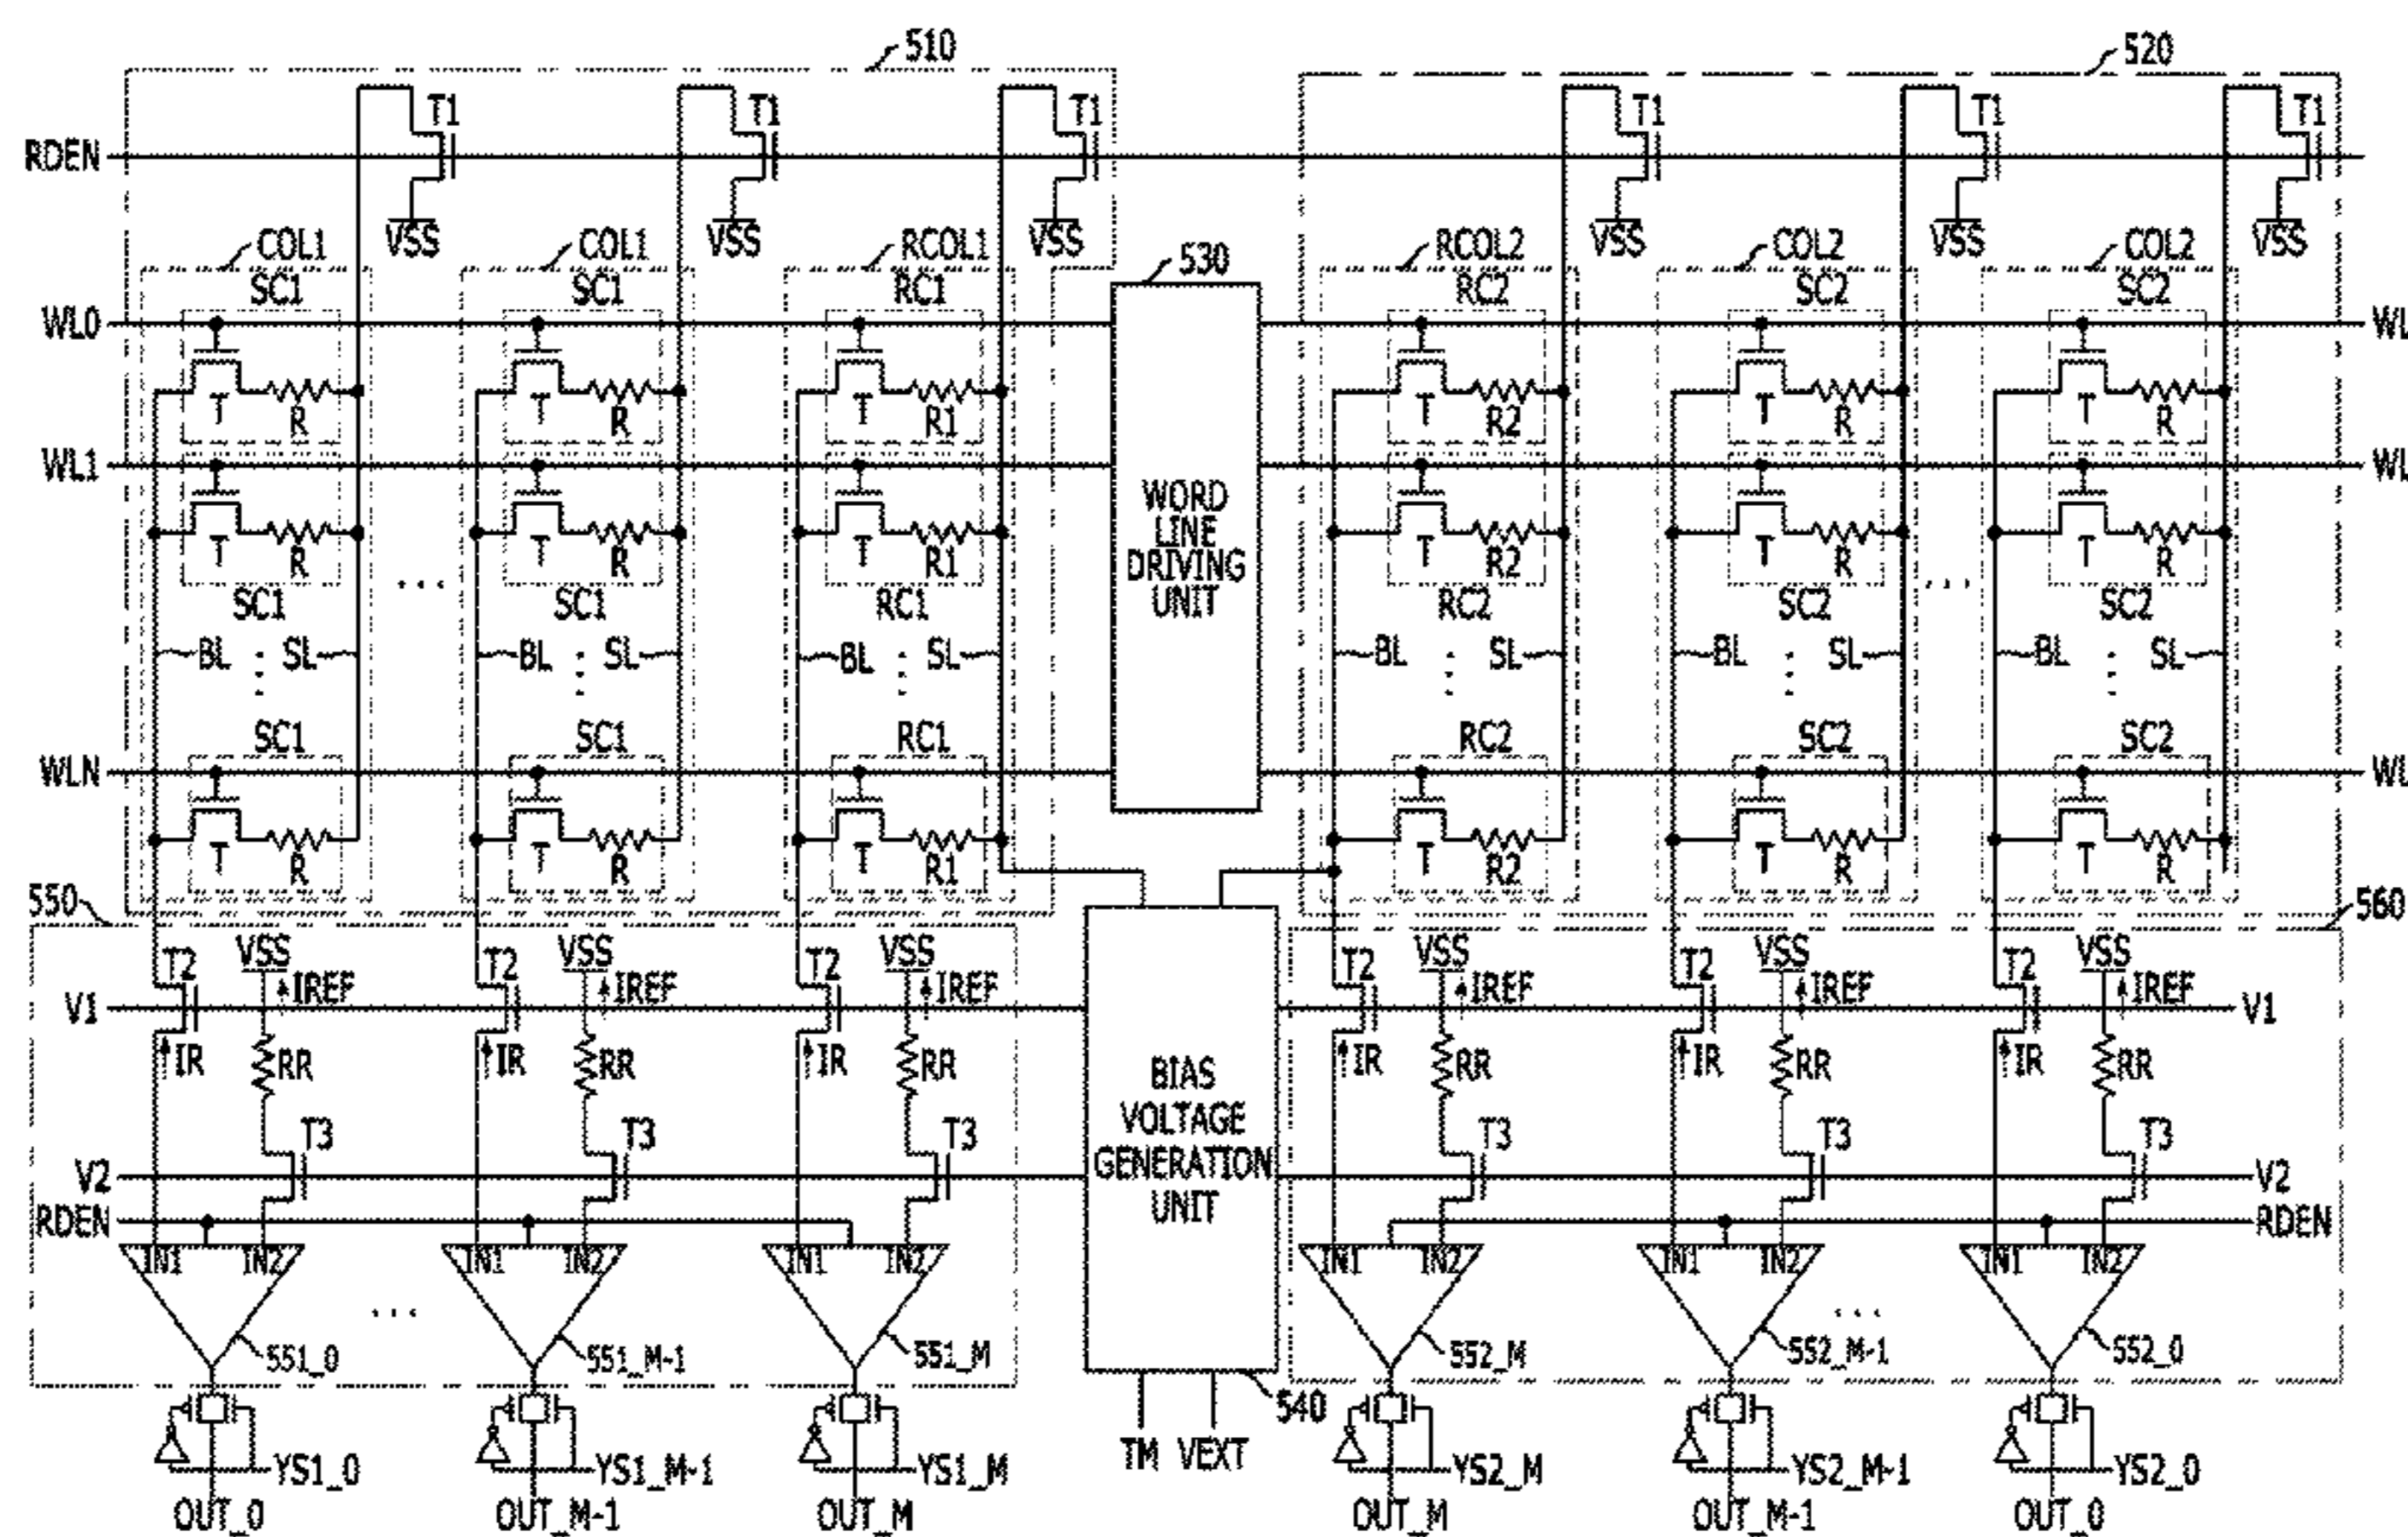 510
520
T1 T1 T1 T1 T1 T1
RDEN
VSS VSS VSS VSS VSS VSS
COL1 COL1 RCOL1 530 RCOL2 COL2 COL2
SC1 SC1 RC1 RC2 SC2 SC2
WL0 WL
T R T R T R1 T R2 T R T R
WL1 WL
WORD
LINE
DRIVING
UNIT
T R T R T R1 T R2 T R T R
... ...
SC1 SC1 RC1 RC2 SC2 SC2
BL SL BL SL BL SL BL SL BL SL BL SL
SC1 SC1 RC1 RC2 SC2 SC2
WLN WL
T R T R T R1 T R2 T R T R
550 560
VSS VSS VSS VSS VSS VSS
T2 IREF T2 IREF T2 IREF T2 IREF T2 IREF T2 IREF
V1 V1
IR RR IR RR IR RR IR RR IR RR IR RR
BIAS
VOLTAGE
GENERATION
UNIT
T3 T3 T3 T3 T3 T3
V2 V2
RDEN RDEN
IN1 IN2 IN1 IN2 IN1 IN2 IN1 IN2 IN1 IN2 IN1 IN2
... ...
551_0 551_M-1 551_M 552_M 552_M-1 552_0
540
TM VEXT
YS1_0 YS1_M-1 YS1_M YS2_M YS2_M-1 YS2_0
OUT_0 OUT_M-1 OUT_M OUT_M OUT_M-1 OUT_0